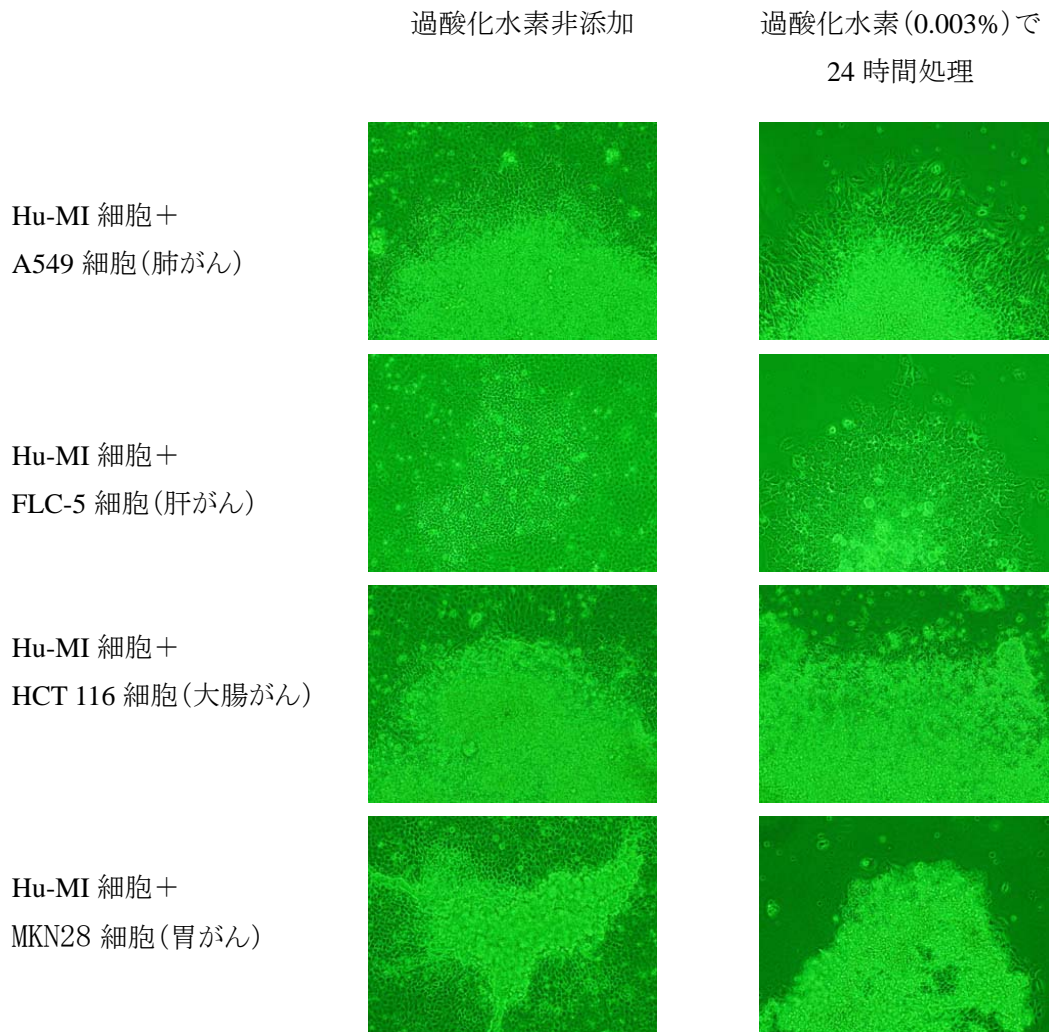 過酸化水素非添加
過酸化水素(0.003%)で
24 時間処理
Hu-MI 細胞+
A549 細胞(肺がん)
Hu-MI 細胞+
FLC-5 細胞(肝がん)
Hu-MI 細胞+
HCT 116 細胞(大腸がん)
Hu-MI 細胞+
MKN28 細胞(胃がん)